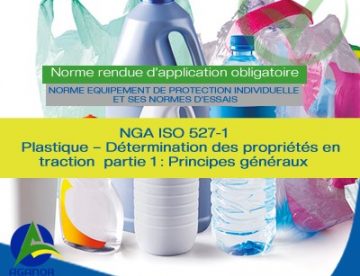 Norme rendue d'application obligatoire
NORME EQUIPEMENT DE PROTECTION INDIVIDUELLE
ET SES NORMES D'ESSAIS
NGA ISO 527-1
Plastique – Détermination des propriétés en
traction partie 1 : Principes généraux
AGANOR